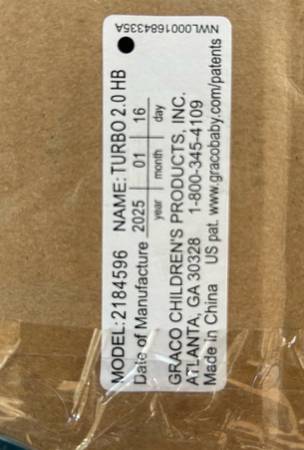 MODEL:2184596 NAME: TURBO 2.0 HB
Date of Manufacture 2025 01 16
year month day
GRACO CHILDREN'S PRODUCTS, INC.
ATLANTA, GA 30328 1-800-345-4109
Made in China US pat. www.gracobaby.com/patents
NWL0001684335A